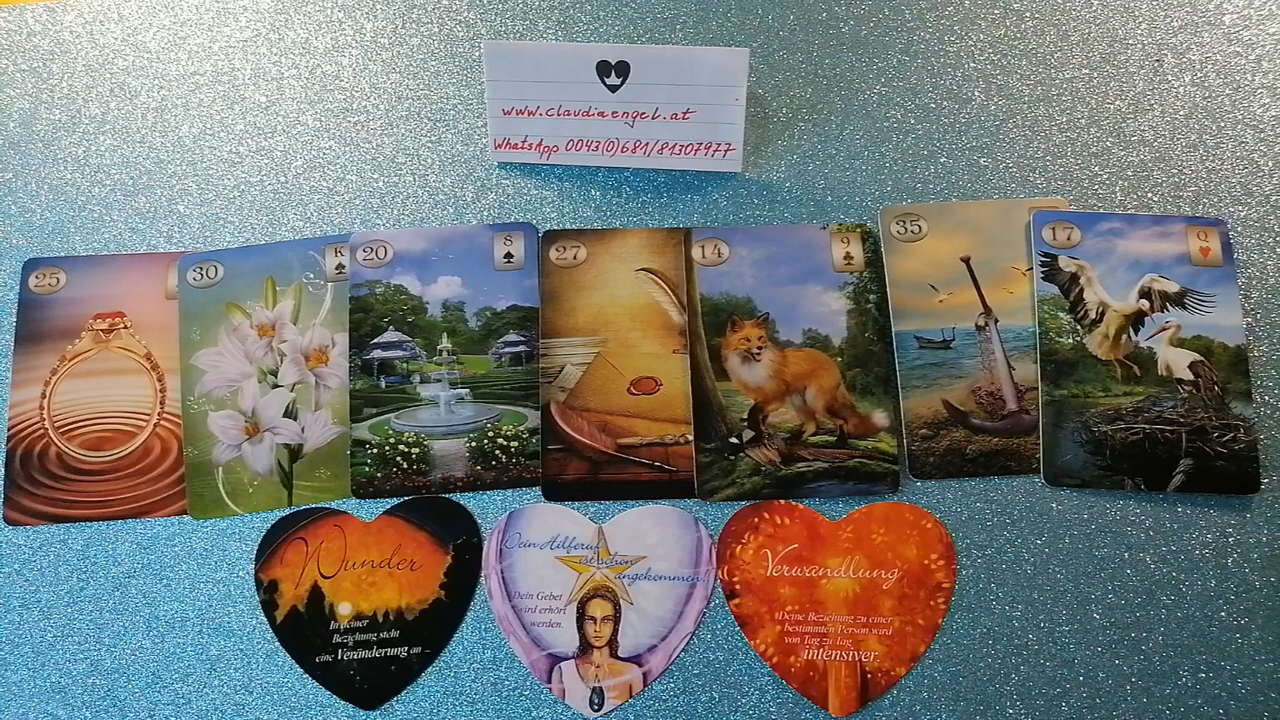 www.claudiaengel.at
WhatsApp 0043(0)681/81307977
25
30
K
20
8
27
14
9
35
17
Q
Wunder
In deiner
Beziehung steht
eine Veränderung an ...
Dein Hilferuf
ist schon
angekommen!
Dein Gebet
wird erhört
werden.
Verwandlung
Deine Beziehung zu einer
bestimmten Person wird
von Tag zu Tag
intensiver.